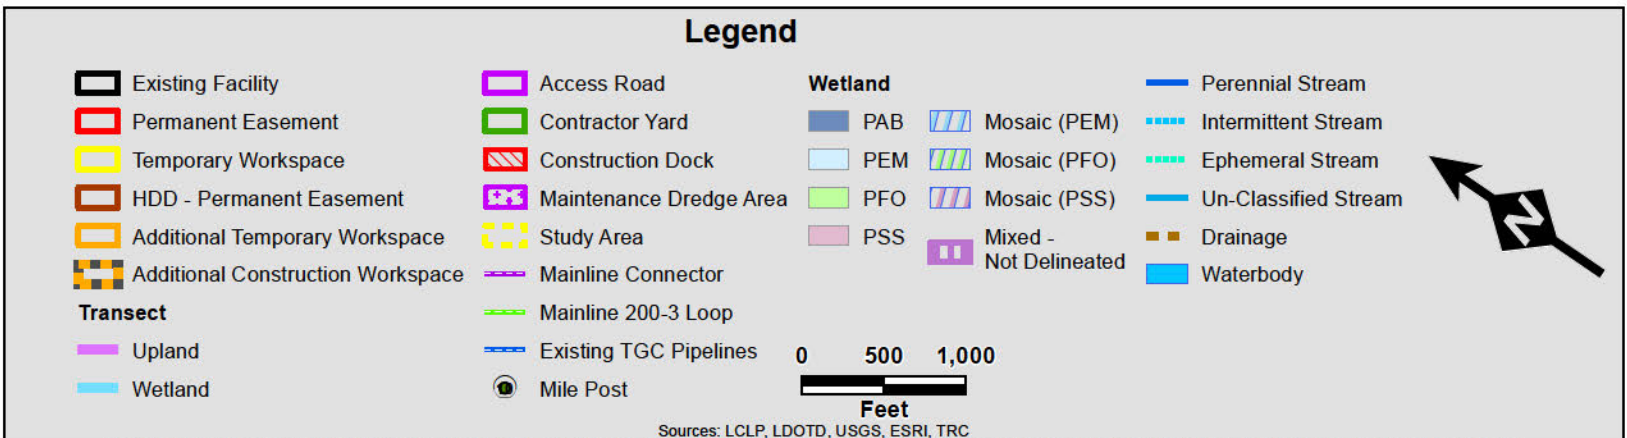 Legend
Existing Facility
Permanent Easement
Temporary Workspace
HDD - Permanent Easement
Additional Temporary Workspace
Additional Construction Workspace
Transect
Upland
Wetland
Access Road
Contractor Yard
Construction Dock
Maintenance Dredge Area
Study Area
Mainline Connector
Mainline 200-3 Loop
Existing TGC Pipelines
Mile Post
Wetland
PAB
PEM
PFO
PSS
Mosaic (PEM)
Mosaic (PFO)
Mosaic (PSS)
Mixed -
Not Delineated
Perennial Stream
Intermittent Stream
Ephemeral Stream
Un-Classified Stream
Drainage
Waterbody
N
0 500 1,000
Feet
Sources: LCLP, LDOTD, USGS, ESRI, TRC